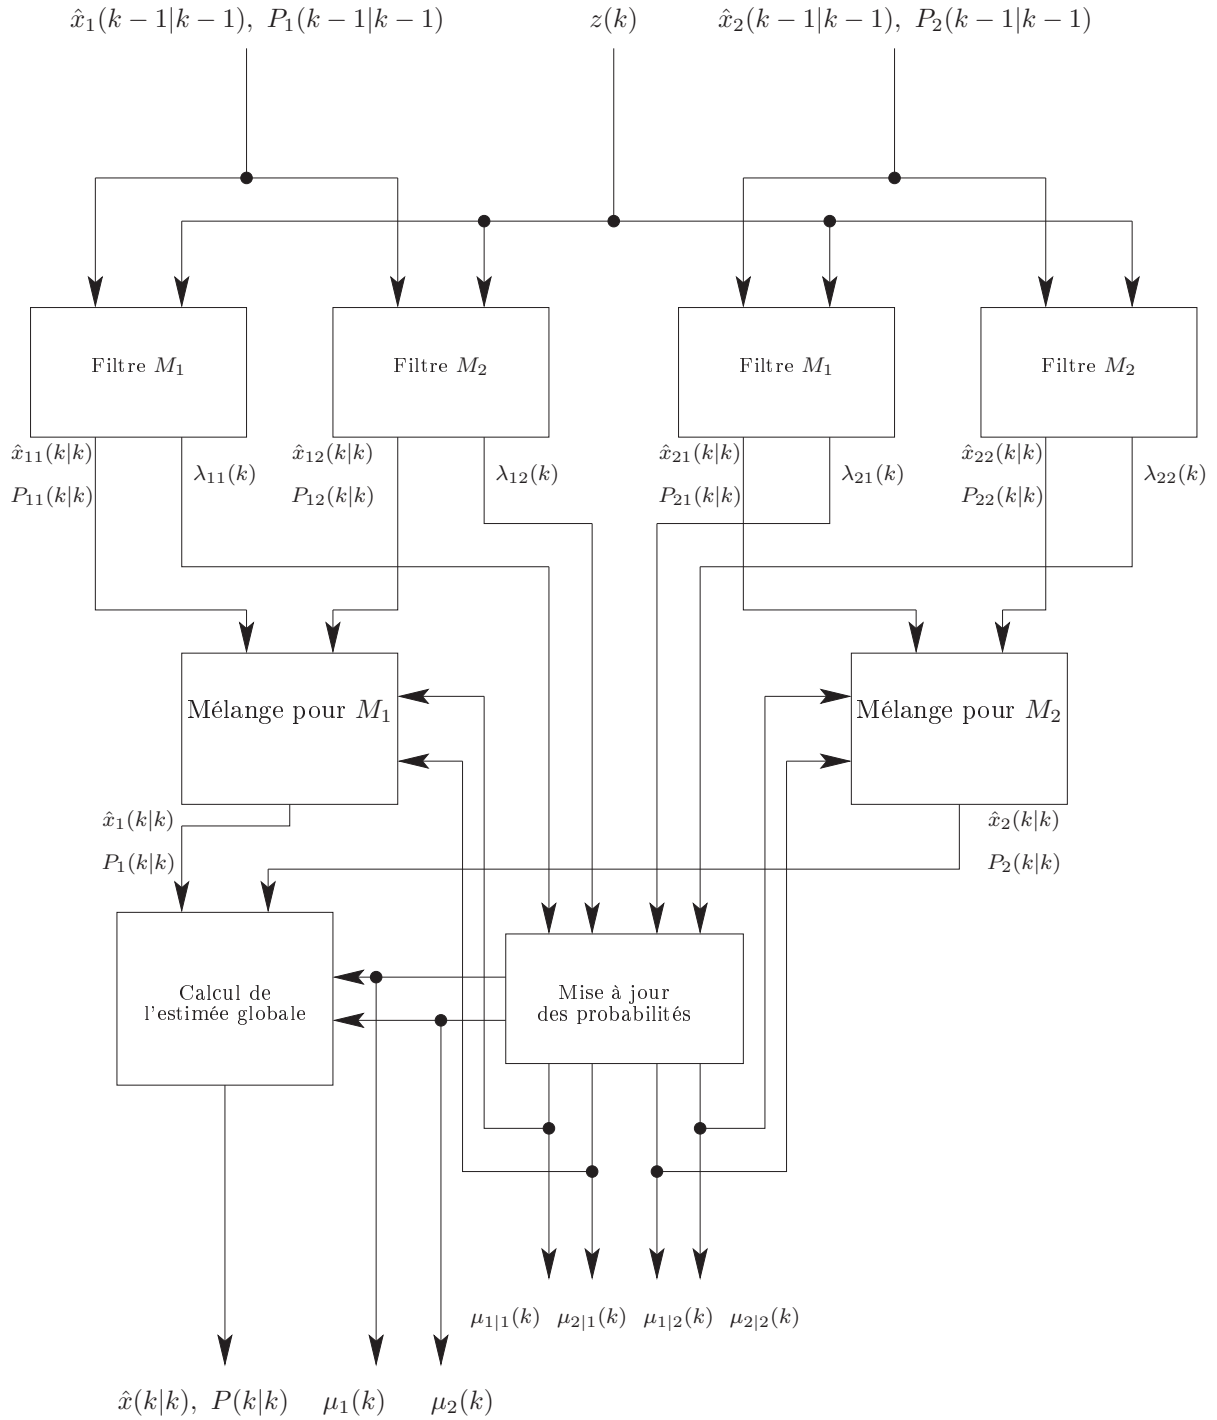 x̂₁(k−1|k−1), P₁(k−1|k−1)
z(k)
x̂₂(k−1|k−1), P₂(k−1|k−1)
Filtre M₁
Filtre M₂
Filtre M₁
Filtre M₂
x̂₁₁(k|k)
P₁₁(k|k)
λ₁₁(k)
x̂₁₂(k|k)
P₁₂(k|k)
λ₁₂(k)
x̂₂₁(k|k)
P₂₁(k|k)
λ₂₁(k)
x̂₂₂(k|k)
P₂₂(k|k)
λ₂₂(k)
Mélange pour M₁
Mélange pour M₂
x̂₁(k|k)
P₁(k|k)
x̂₂(k|k)
P₂(k|k)
Calcul de
l'estimée globale
Mise à jour
des probabilités
μ₁|₁(k)
μ₂|₁(k)
μ₁|₂(k)
μ₂|₂(k)
x̂(k|k), P(k|k)
μ₁(k)
μ₂(k)